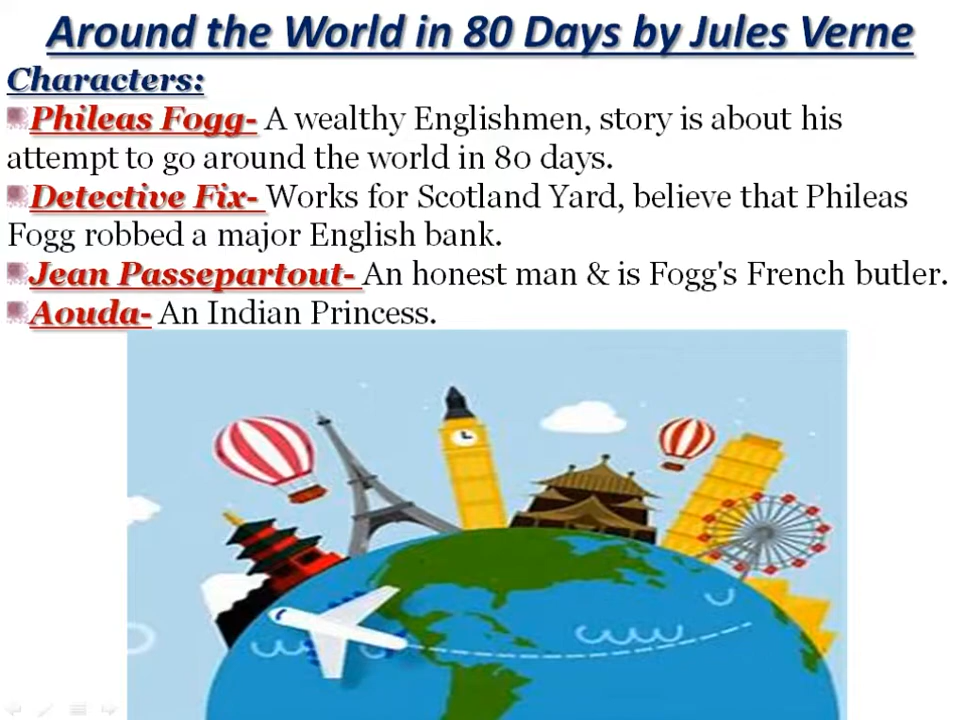 Around the World in 80 Days by Jules Verne
Characters:
Phileas Fogg- A wealthy Englishmen, story is about his
attempt to go around the world in 80 days.
Detective Fix- Works for Scotland Yard, believe that Phileas
Fogg robbed a major English bank.
Jean Passepartout- An honest man & is Fogg's French butler.
Aouda- An Indian Princess.